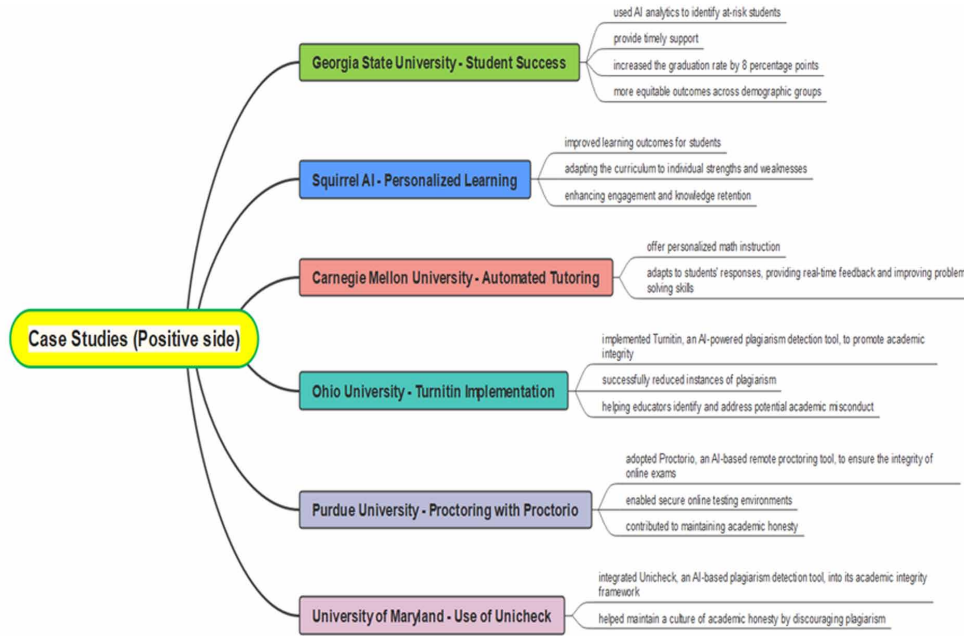 used AI analytics to identify at-risk students
provide timely support
Georgia State University - Student Success
increased the graduation rate by 8 percentage points
more equitable outcomes across demographic groups
improved learning outcomes for students
Squirrel AI - Personalized Learning
adapting the curriculum to individual strengths and weaknesses
enhancing engagement and knowledge retention
offer personalized math instruction
Carnegie Mellon University - Automated Tutoring
adapts to students' responses, providing real-time feedback and improving problem
solving skills
Case Studies (Positive side)
implemented Turnitin, an AI-powered plagiarism detection tool, to promote academic
integrity
Ohio University - Turnitin Implementation
successfully reduced instances of plagiarism
helping educators identify and address potential academic misconduct
adopted Proctorio, an AI-based remote proctoring tool, to ensure the integrity of
online exams
Purdue University - Proctoring with Proctorio
enabled secure online testing environments
contributed to maintaining academic honesty
integrated Unicheck, an AI-based plagiarism detection tool, into its academic integrity
framework
University of Maryland - Use of Unicheck
helped maintain a culture of academic honesty by discouraging plagiarism